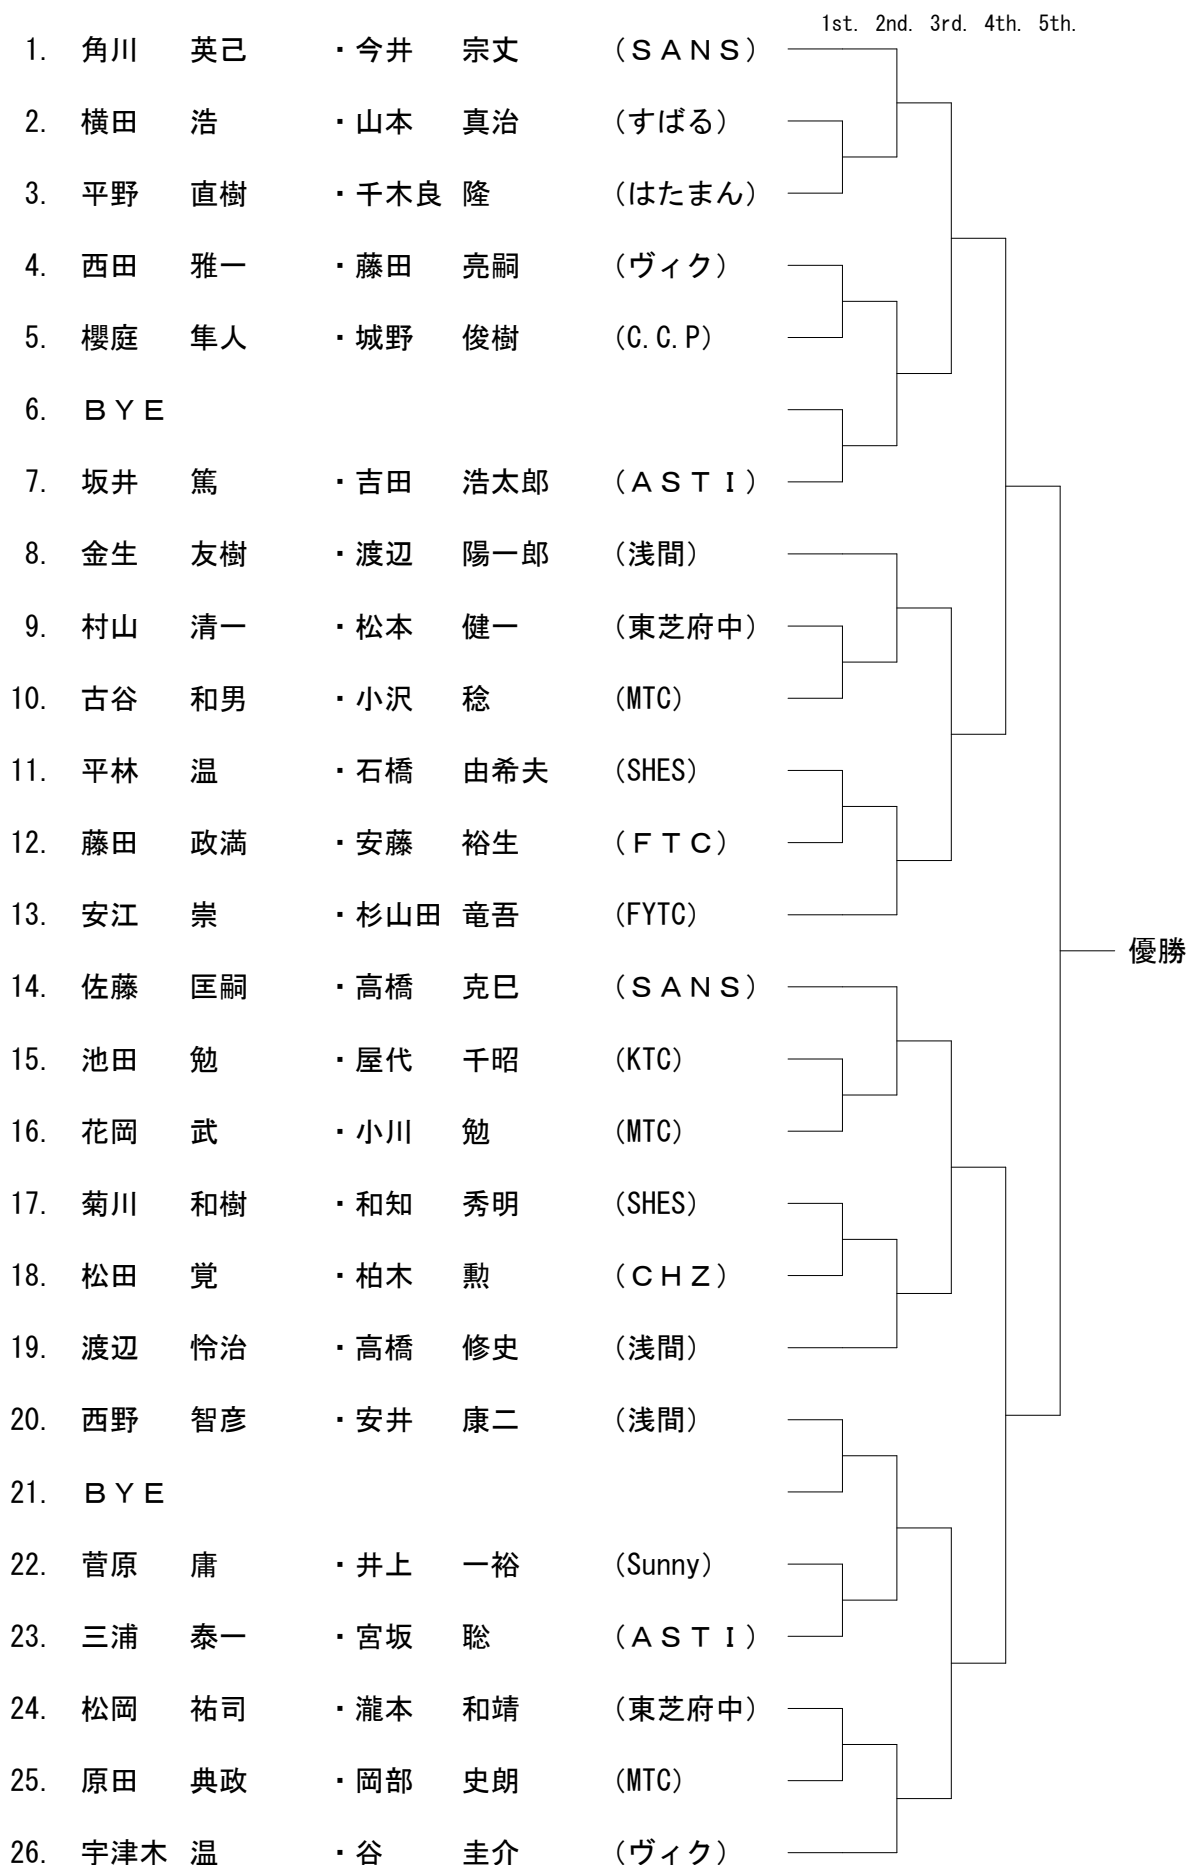 1st. 2nd. 3rd. 4th. 5th.
1. 角川 英己 ・今井 宗丈 (ＳＡＮＳ)
2. 横田 浩 ・山本 真治 (すばる)
3. 平野 直樹 ・千木良 隆 (はたまん)
4. 西田 雅一 ・藤田 亮嗣 (ヴィク)
5. 櫻庭 隼人 ・城野 俊樹 (C.C.P)
6. ＢＹＥ
7. 坂井 篤 ・吉田 浩太郎 (ＡＳＴＩ)
8. 金生 友樹 ・渡辺 陽一郎 (浅間)
9. 村山 清一 ・松本 健一 (東芝府中)
10. 古谷 和男 ・小沢 稔 (MTC)
11. 平林 温 ・石橋 由希夫 (SHES)
12. 藤田 政満 ・安藤 裕生 (ＦＴＣ)
13. 安江 崇 ・杉山田 竜吾 (FYTC)
優勝
14. 佐藤 匡嗣 ・高橋 克巳 (ＳＡＮＳ)
15. 池田 勉 ・屋代 千昭 (KTC)
16. 花岡 武 ・小川 勉 (MTC)
17. 菊川 和樹 ・和知 秀明 (SHES)
18. 松田 覚 ・柏木 勲 (ＣＨＺ)
19. 渡辺 怜治 ・高橋 修史 (浅間)
20. 西野 智彦 ・安井 康二 (浅間)
21. ＢＹＥ
22. 菅原 庸 ・井上 一裕 (Sunny)
23. 三浦 泰一 ・宮坂 聡 (ＡＳＴＩ)
24. 松岡 祐司 ・瀧本 和靖 (東芝府中)
25. 原田 典政 ・岡部 史朗 (MTC)
26. 宇津木 温 ・谷 圭介 (ヴィク)